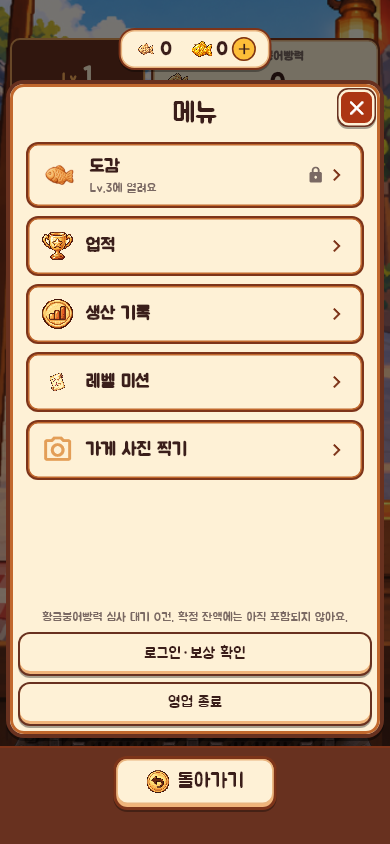 0 0
붕어빵력
Lv.1
0
메뉴
도감
Lv.3에 열려요
업적
생산 기록
레벨 미션
가게 사진 찍기
황금붕어빵력 심사 대기 0건. 확정 잔액에는 아직 포함되지 않아요.
로그인·보상 확인
영업 종료
돌아가기